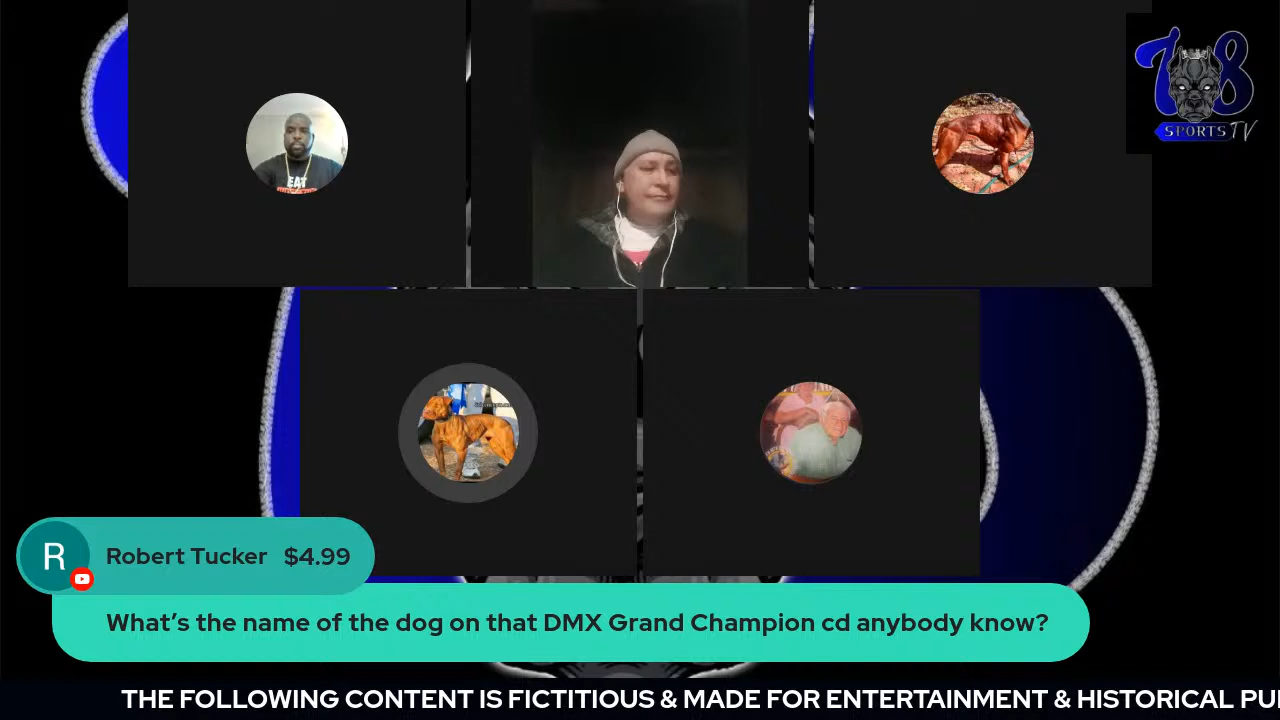 78
SPORTS TV
EAT
Robert Tucker $4.99
R
What's the name of the dog on that DMX Grand Champion cd anybody know?
THE FOLLOWING CONTENT IS FICTITIOUS & MADE FOR ENTERTAINMENT & HISTORICAL PU